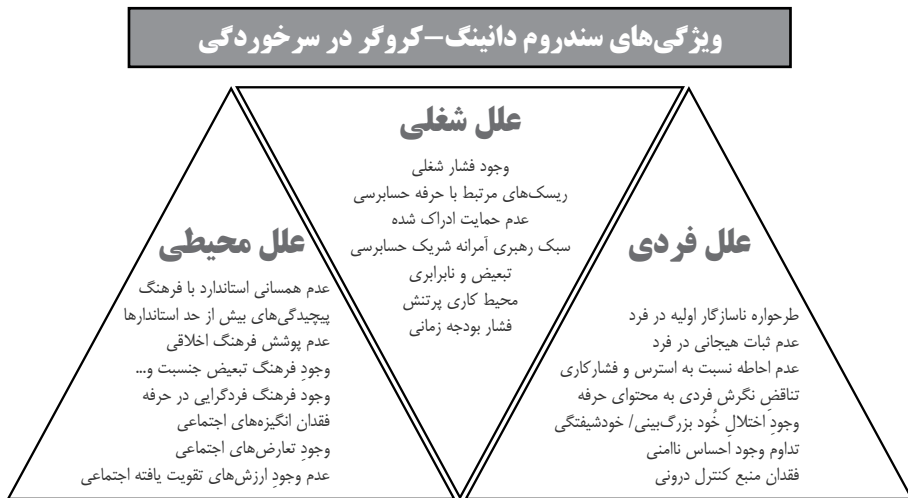 ویژگی‌های سندروم دانینگ–کروگر در سرخوردگی
علل فردی
طرحواره ناسازگار اولیه در فرد
عدم ثبات هیجانی در فرد
عدم احاطه نسبت به استرس و فشارکاری
تناقضِ نگرش فردی به محتوای حرفه
وجودِ اختلالِ خُود بزرگ‌بینی/ خودشیفتگی
تداوم وجود احساس ناامنی
فقدان منبع کنترل درونی
علل شغلی
وجود فشار شغلی
ریسک‌های مرتبط با حرفه حسابرسی
عدم حمایت ادراک شده
سبک رهبری آمرانه شریک حسابرسی
تبعیض و نابرابری
محیط کاری پرتنش
فشار بودجه زمانی
علل محیطی
عدم همسانی استاندارد با فرهنگ
پیچیدگی‌های بیش از حد استاندارها
عدم پوشش فرهنگ اخلاقی
وجودِ فرهنگ تبعیض جنسبت و...
وجود فرهنگ فردگرایی در حرفه
فقدان انگیزه‌های اجتماعی
وجودِ تعارض‌های اجتماعی
عدم وجودِ ارزش‌های تقویت یافته اجتماعی